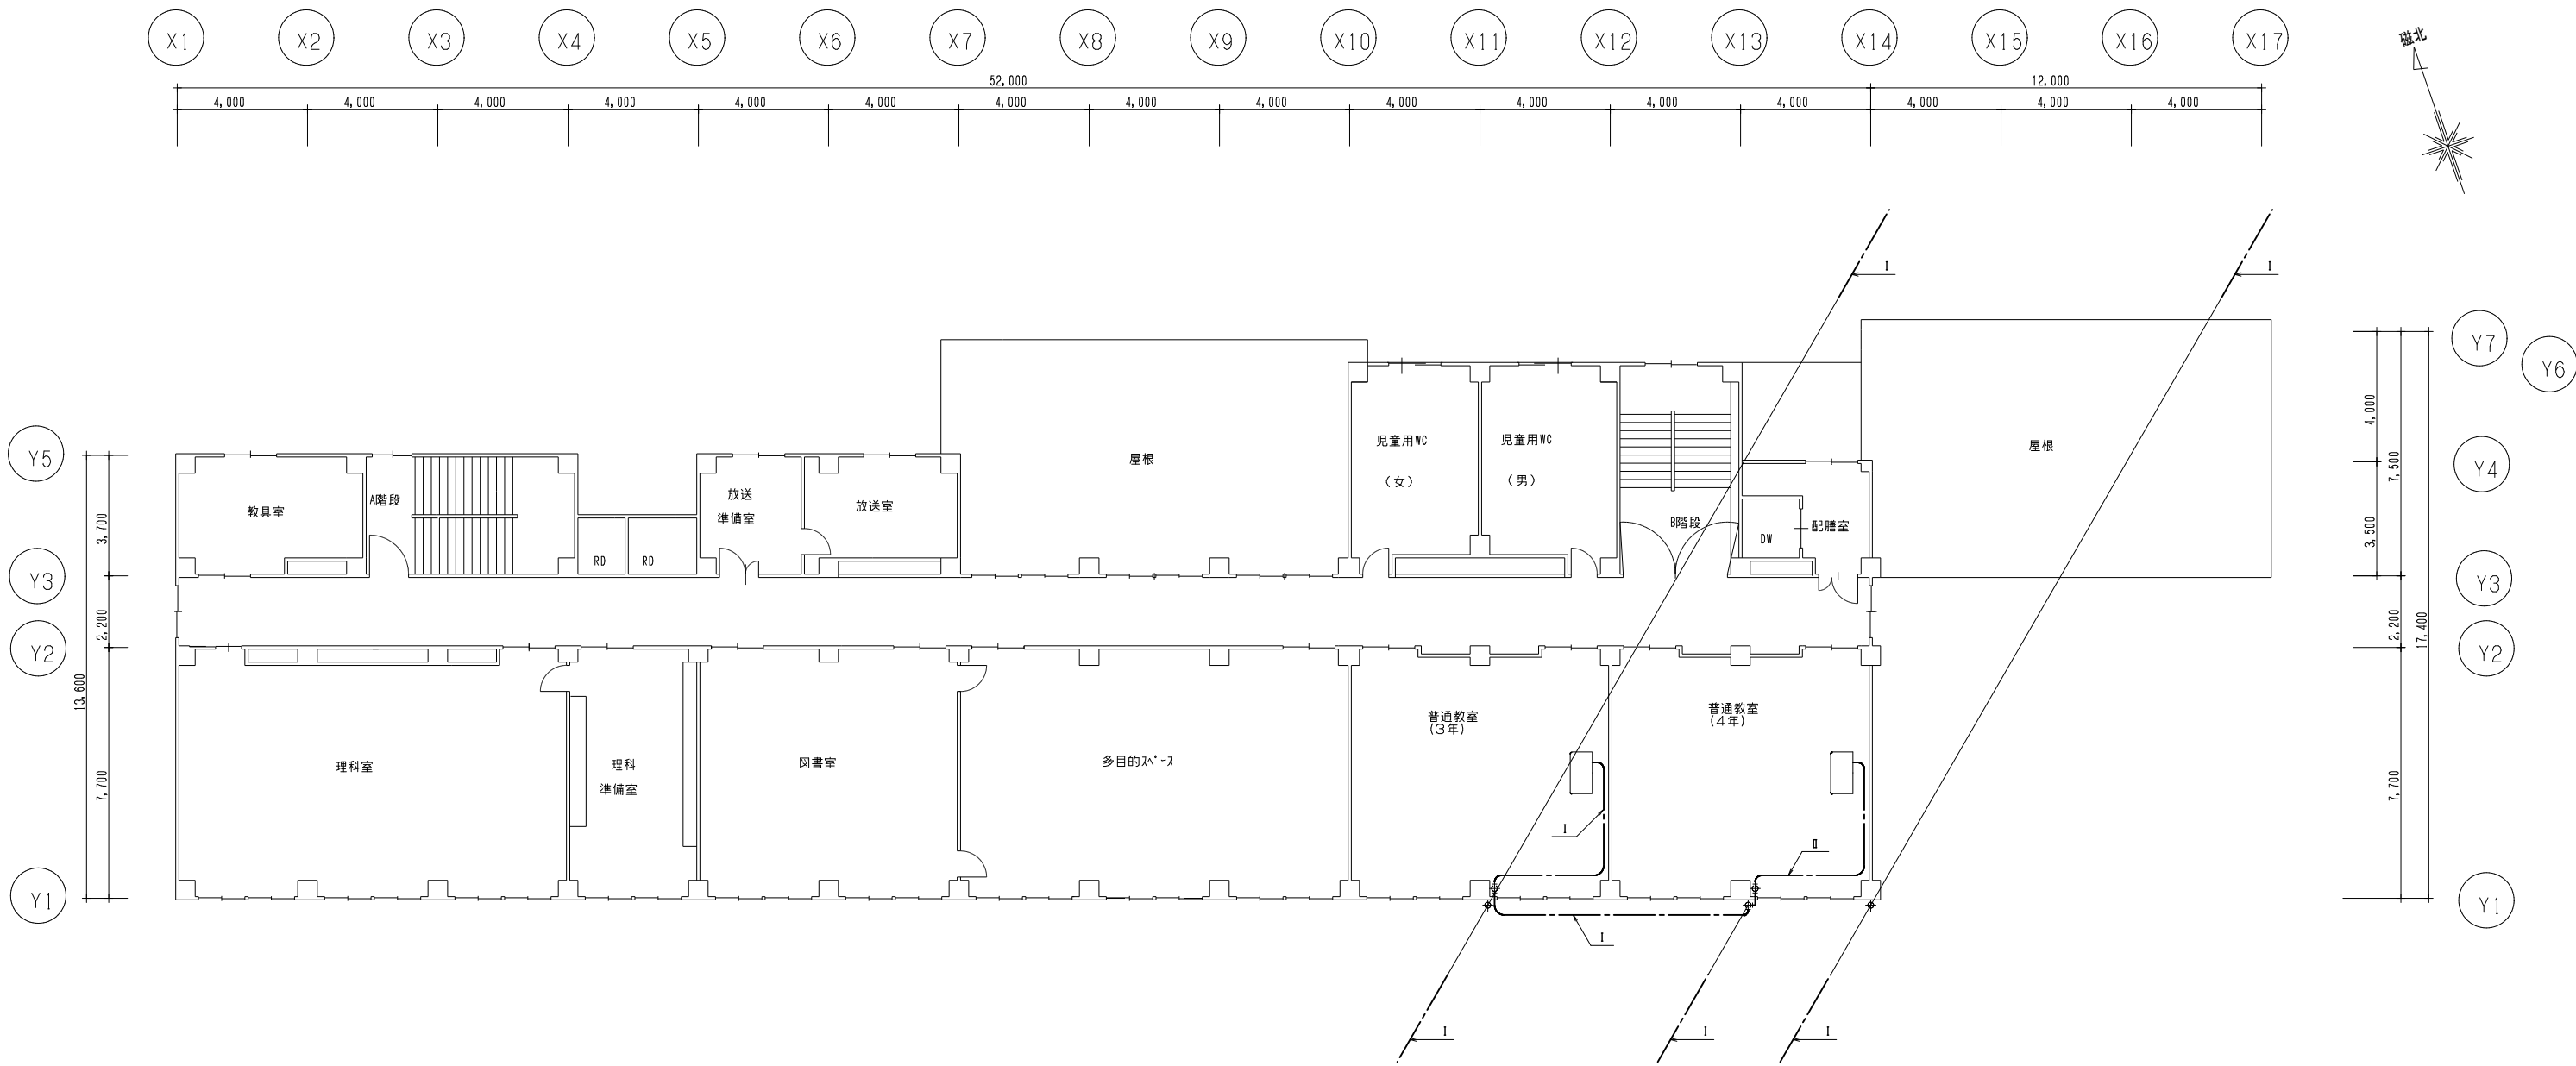 X1 X2 X3 X4 X5 X6 X7 X8 X9 X10 X11 X12 X13 X14 X15 X16 X17
磁北
52,000 12,000
4,000 4,000 4,000 4,000 4,000 4,000 4,000 4,000 4,000 4,000 4,000 4,000 4,000 4,000 4,000 4,000
I I
Y7
Y6
Y5
Y4
Y3
Y3
Y2
Y2
Y1
Y1
3,700
2,200
13,600
7,700
4,000
7,500
3,500
2,200
17,400
7,700
教具室
A階段
RD RD
放送
準備室
放送室
屋根
児童用WC
(女)
児童用WC
(男)
B階段
DW
配膳室
屋根
理科室
理科
準備室
図書室
多目的スペース
普通教室
(3年)
普通教室
(4年)
I
II
I
I I I